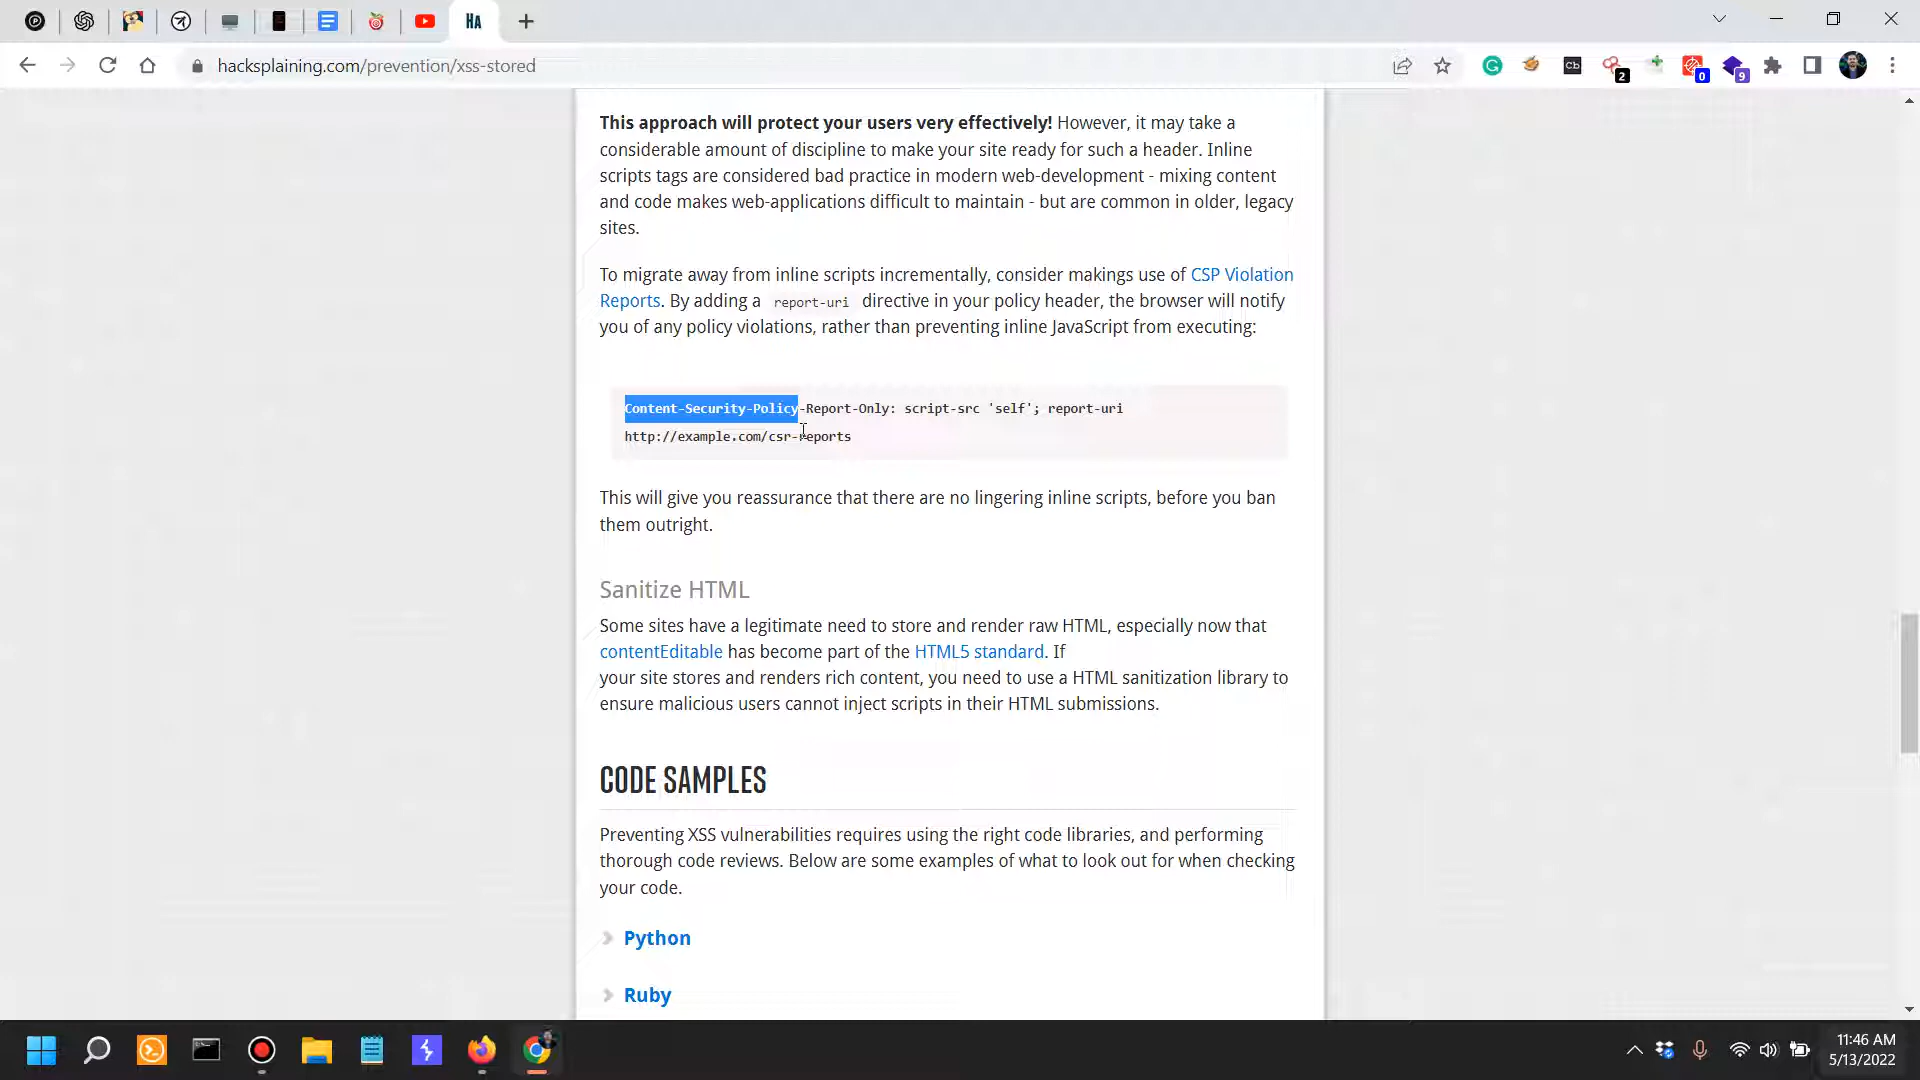 HA
hacksplaining.com/prevention/xss-stored
Cb
2
0
9
This approach will protect your users very effectively! However, it may take a
considerable amount of discipline to make your site ready for such a header. Inline
scripts tags are considered bad practice in modern web-development - mixing content
and code makes web-applications difficult to maintain - but are common in older, legacy
sites.
To migrate away from inline scripts incrementally, consider makings use of CSP Violation
Reports. By adding a report-uri directive in your policy header, the browser will notify
you of any policy violations, rather than preventing inline JavaScript from executing:
Content-Security-Policy-Report-Only: script-src 'self'; report-uri
http://example.com/csr-reports
This will give you reassurance that there are no lingering inline scripts, before you ban
them outright.
Sanitize HTML
Some sites have a legitimate need to store and render raw HTML, especially now that
contentEditable has become part of the HTML5 standard. If
your site stores and renders rich content, you need to use a HTML sanitization library to
ensure malicious users cannot inject scripts in their HTML submissions.
CODE SAMPLES
Preventing XSS vulnerabilities requires using the right code libraries, and performing
thorough code reviews. Below are some examples of what to look out for when checking
your code.
Python
Ruby
11:46 AM
5/13/2022